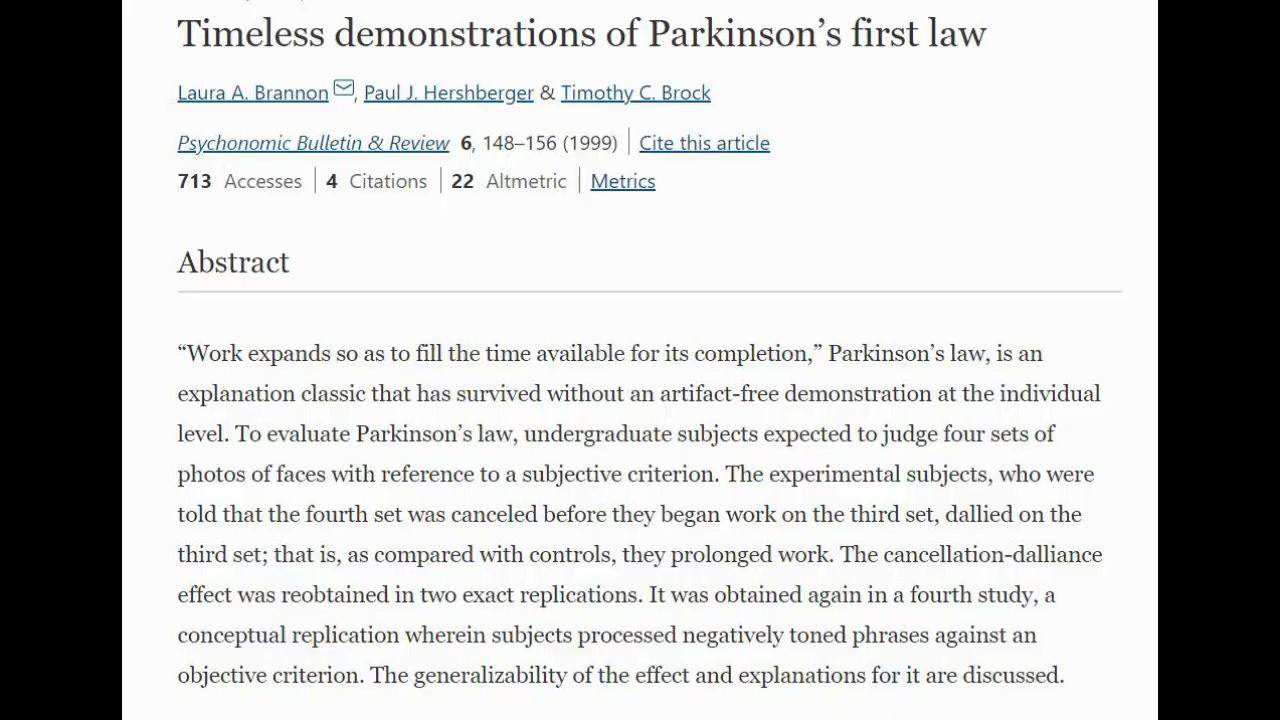 Timeless demonstrations of Parkinson’s first law
Laura A. Brannon, Paul J. Hershberger & Timothy C. Brock
Psychonomic Bulletin & Review 6, 148–156 (1999) | Cite this article
713 Accesses | 4 Citations | 22 Altmetric | Metrics
Abstract
“Work expands so as to fill the time available for its completion,” Parkinson’s law, is an
explanation classic that has survived without an artifact-free demonstration at the individual
level. To evaluate Parkinson’s law, undergraduate subjects expected to judge four sets of
photos of faces with reference to a subjective criterion. The experimental subjects, who were
told that the fourth set was canceled before they began work on the third set, dallied on the
third set; that is, as compared with controls, they prolonged work. The cancellation-dalliance
effect was reobtained in two exact replications. It was obtained again in a fourth study, a
conceptual replication wherein subjects processed negatively toned phrases against an
objective criterion. The generalizability of the effect and explanations for it are discussed.